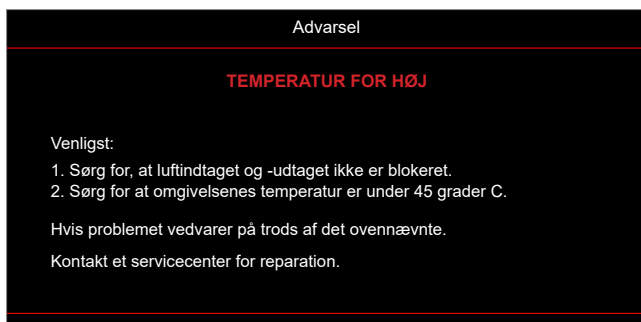 Advarsel
TEMPERATUR FOR HØJ
Venligst:
1. Sørg for, at luftindtaget og -udtaget ikke er blokeret.
2. Sørg for at omgivelsenes temperatur er under 45 grader C.
Hvis problemet vedvarer på trods af det ovennævnte.
Kontakt et servicecenter for reparation.